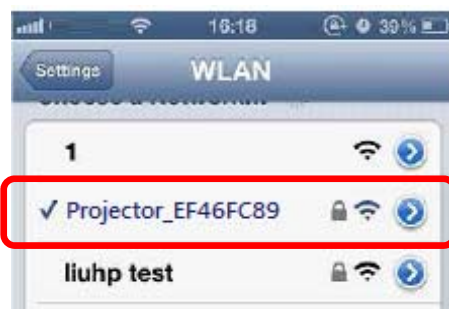 16:18 39%
Settings WLAN
1
✓ Projector_EF46FC89
liuhp test